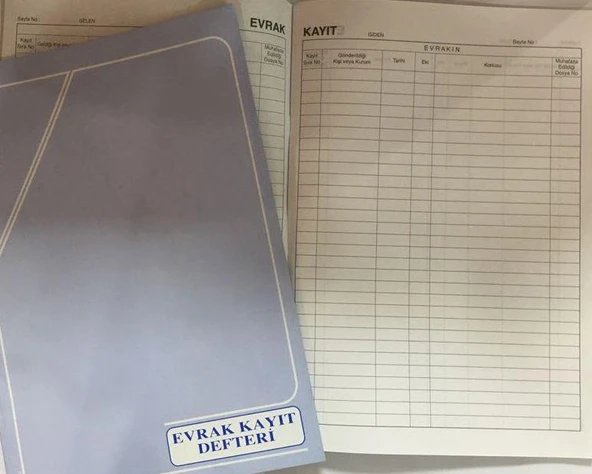 Sayfa No : GELEN EVRAK
Kayıt
Sıra No
Muhafaza
Edildiği
Dosya No
KAYIT GİDEN Sayfa No :
EVRAKIN
Kayıt
Sıra No
Gönderildiği
Kişi veya Kurum
Tarihi
Eki
Konusu
Muhafaza
Edildiği
Dosya No
EVRAK KAYIT
DEFTERİ